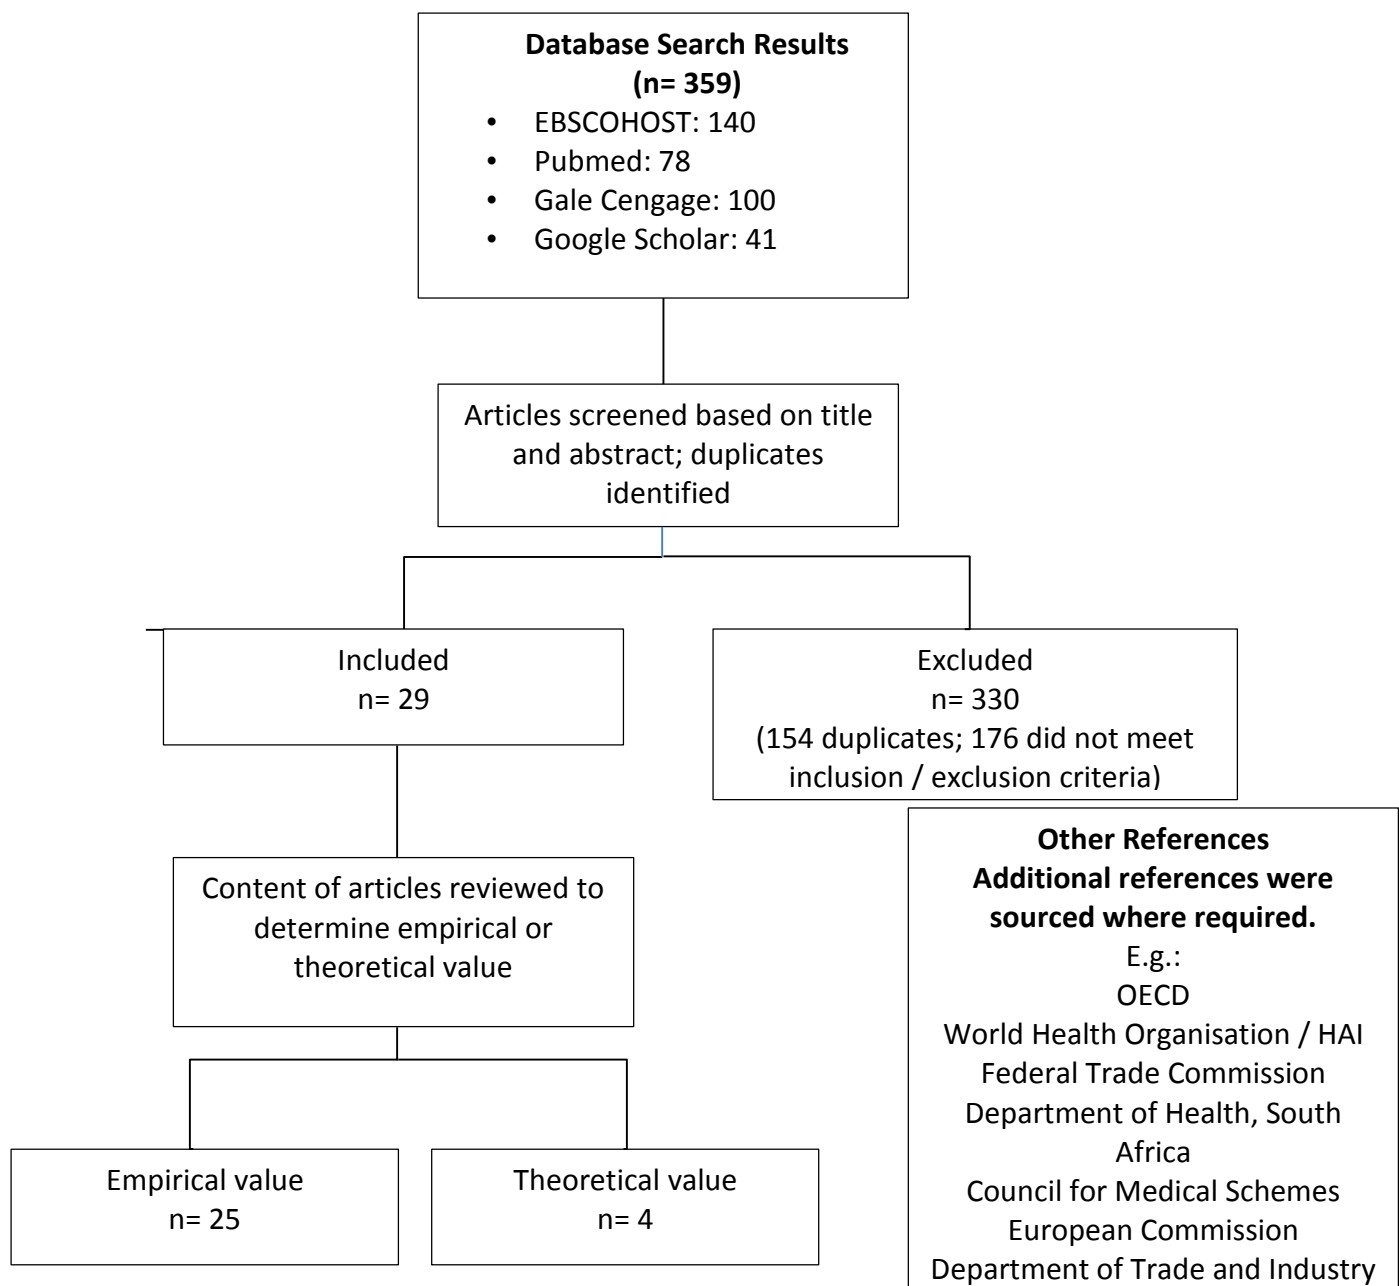 Database Search Results
(n= 359)
• EBSCOHOST: 140
• Pubmed: 78
• Gale Cengage: 100
• Google Scholar: 41
Articles screened based on title
and abstract; duplicates
identified
Included
n= 29
Excluded
n= 330
(154 duplicates; 176 did not meet
inclusion / exclusion criteria)
Content of articles reviewed to
determine empirical or
theoretical value
Empirical value
n= 25
Theoretical value
n= 4
Other References
Additional references were
sourced where required.
E.g.:
OECD
World Health Organisation / HAI
Federal Trade Commission
Department of Health, South
Africa
Council for Medical Schemes
European Commission
Department of Trade and Industry